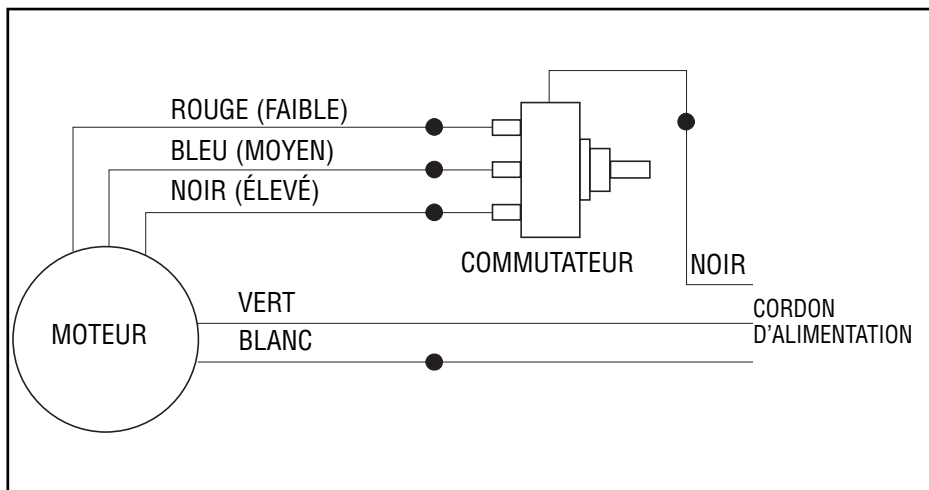 ROUGE (FAIBLE)
BLEU (MOYEN)
NOIR (ÉLEVÉ)
COMMUTATEUR
NOIR
VERT
CORDON
D'ALIMENTATION
MOTEUR
BLANC